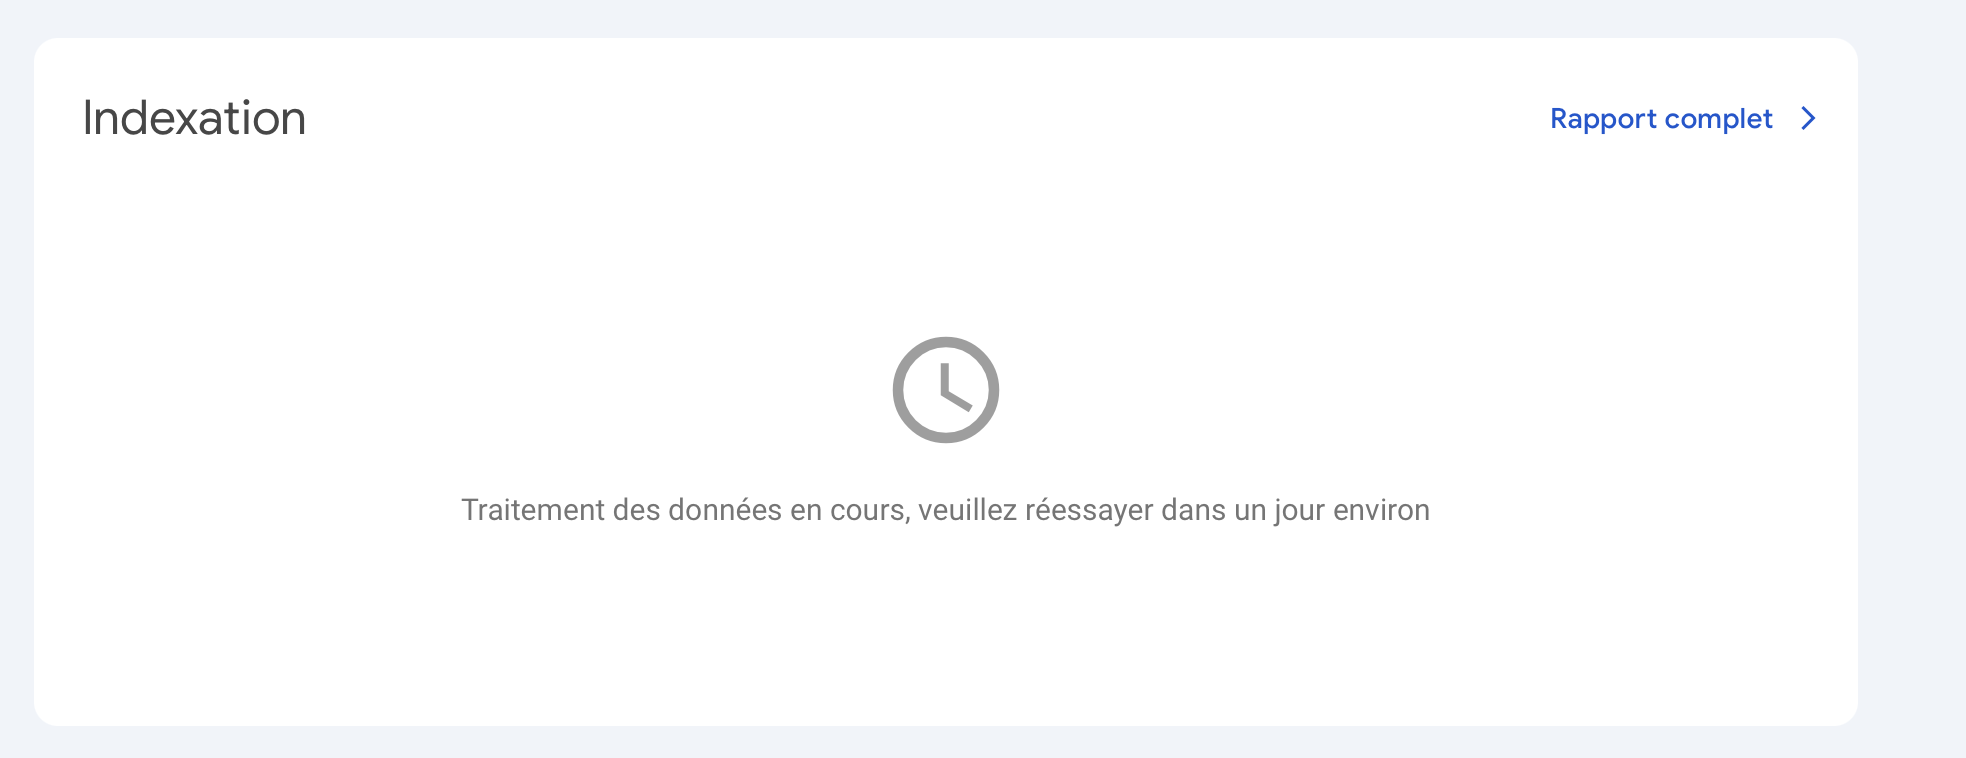 Indexation
Rapport complet
Traitement des données en cours, veuillez réessayer dans un jour environ